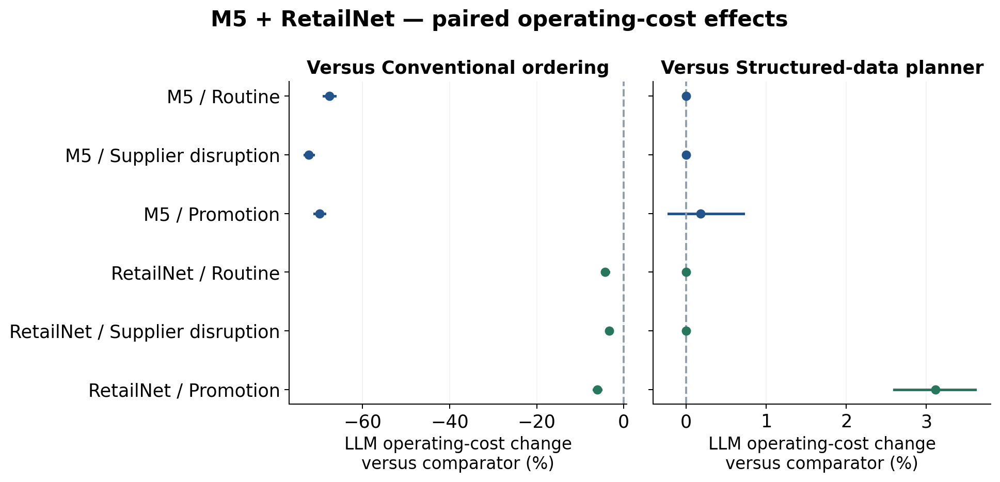 M5 + RetailNet — paired operating-cost effects
Versus Conventional ordering
Versus Structured-data planner
M5 / Routine
M5 / Supplier disruption
M5 / Promotion
RetailNet / Routine
RetailNet / Supplier disruption
RetailNet / Promotion
−60 −40 −20 0
0 1 2 3
LLM operating-cost change
versus comparator (%)
LLM operating-cost change
versus comparator (%)